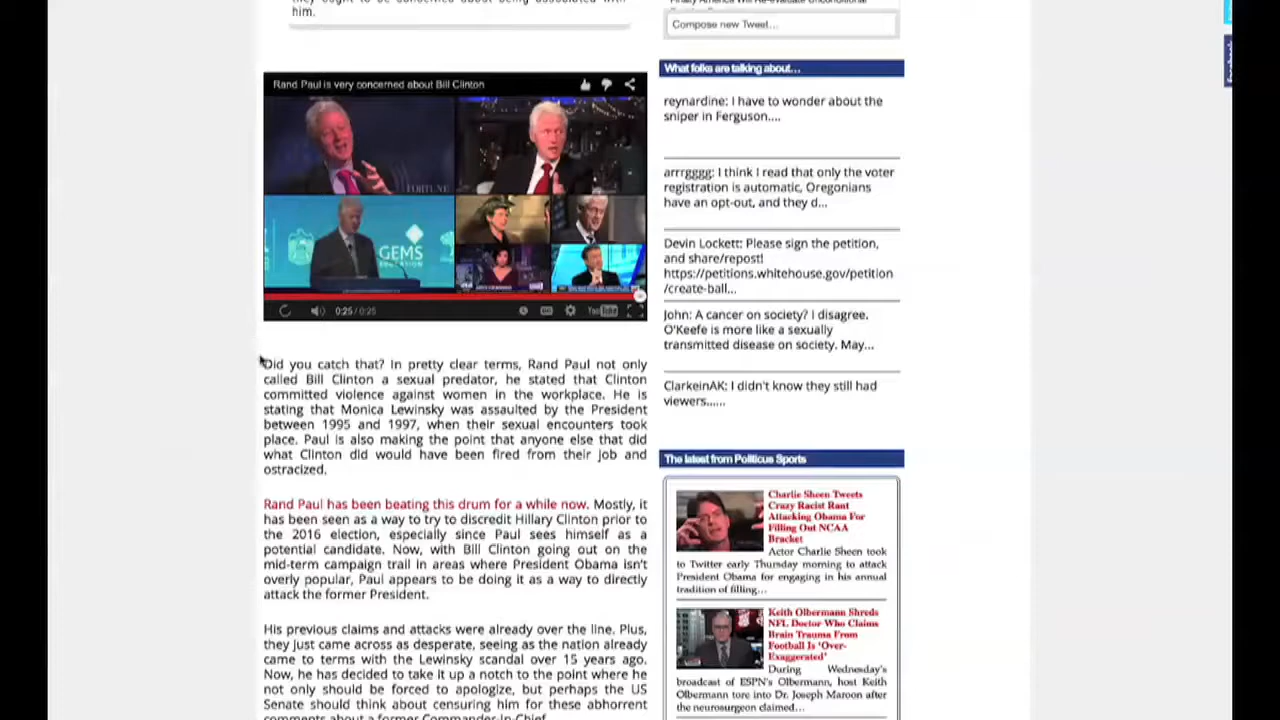 him.
Compose new Tweet...
What folks are talking about...
Rand Paul is very concerned about Bill Clinton
reynardine: I have to wonder about the
sniper in Ferguson....
arrrgggg: I think I read that only the voter
registration is automatic, Oregonians
have an opt-out, and they d...
FORTUNE
GEMS
EDUCATION
Devin Lockett: Please sign the petition,
and share/repost!
https://petitions.whitehouse.gov/petition
/create-ball...
0:25 / 0:25
YouTube
John: A cancer on society? I disagree.
O'Keefe is more like a sexually
transmitted disease on society. May...
ClarkeinAK: I didn't know they still had
viewers......
Did you catch that? In pretty clear terms, Rand Paul not only
called Bill Clinton a sexual predator, he stated that Clinton
committed violence against women in the workplace. He is
stating that Monica Lewinsky was assaulted by the President
between 1995 and 1997, when their sexual encounters took
place. Paul is also making the point that anyone else that did
what Clinton did would have been fired from their job and
ostracized.
Rand Paul has been beating this drum for a while now. Mostly, it
has been seen as a way to try to discredit Hillary Clinton prior to
the 2016 election, especially since Paul sees himself as a
potential candidate. Now, with Bill Clinton going out on the
mid-term campaign trail in areas where President Obama isn't
overly popular, Paul appears to be doing it as a way to directly
attack the former President.
His previous claims and attacks were already over the line. Plus,
they just came across as desperate, seeing as the nation already
came to terms with the Lewinsky scandal over 15 years ago.
Now, he has decided to take it up a notch to the point where he
not only should be forced to apologize, but perhaps the US
Senate should think about censuring him for these abhorrent
comments about a former Commander-In-Chief
The latest from Politicus Sports
Charlie Sheen Tweets
Crazy Racist Rant
Attacking Obama For
Filling Out NCAA
Bracket
Actor Charlie Sheen took
to Twitter early Thursday morning to attack
President Obama for engaging in his annual
tradition of filling...
Keith Olbermann Shreds
NFL Doctor Who Claims
Brain Trauma From
Football Is 'Over-
Exaggerated'
During Wednesday's
broadcast of ESPN's Olbermann, host Keith
Olbermann tore into Dr. Joseph Maroon after
the neurosurgeon claimed...